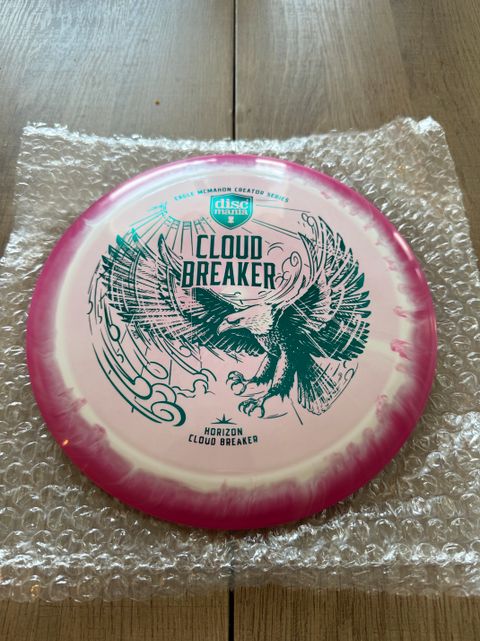 EAGLE MCMAHON CREATOR SERIES
disc
mania
CLOUD
BREAKER
HORIZON
CLOUD BREAKER